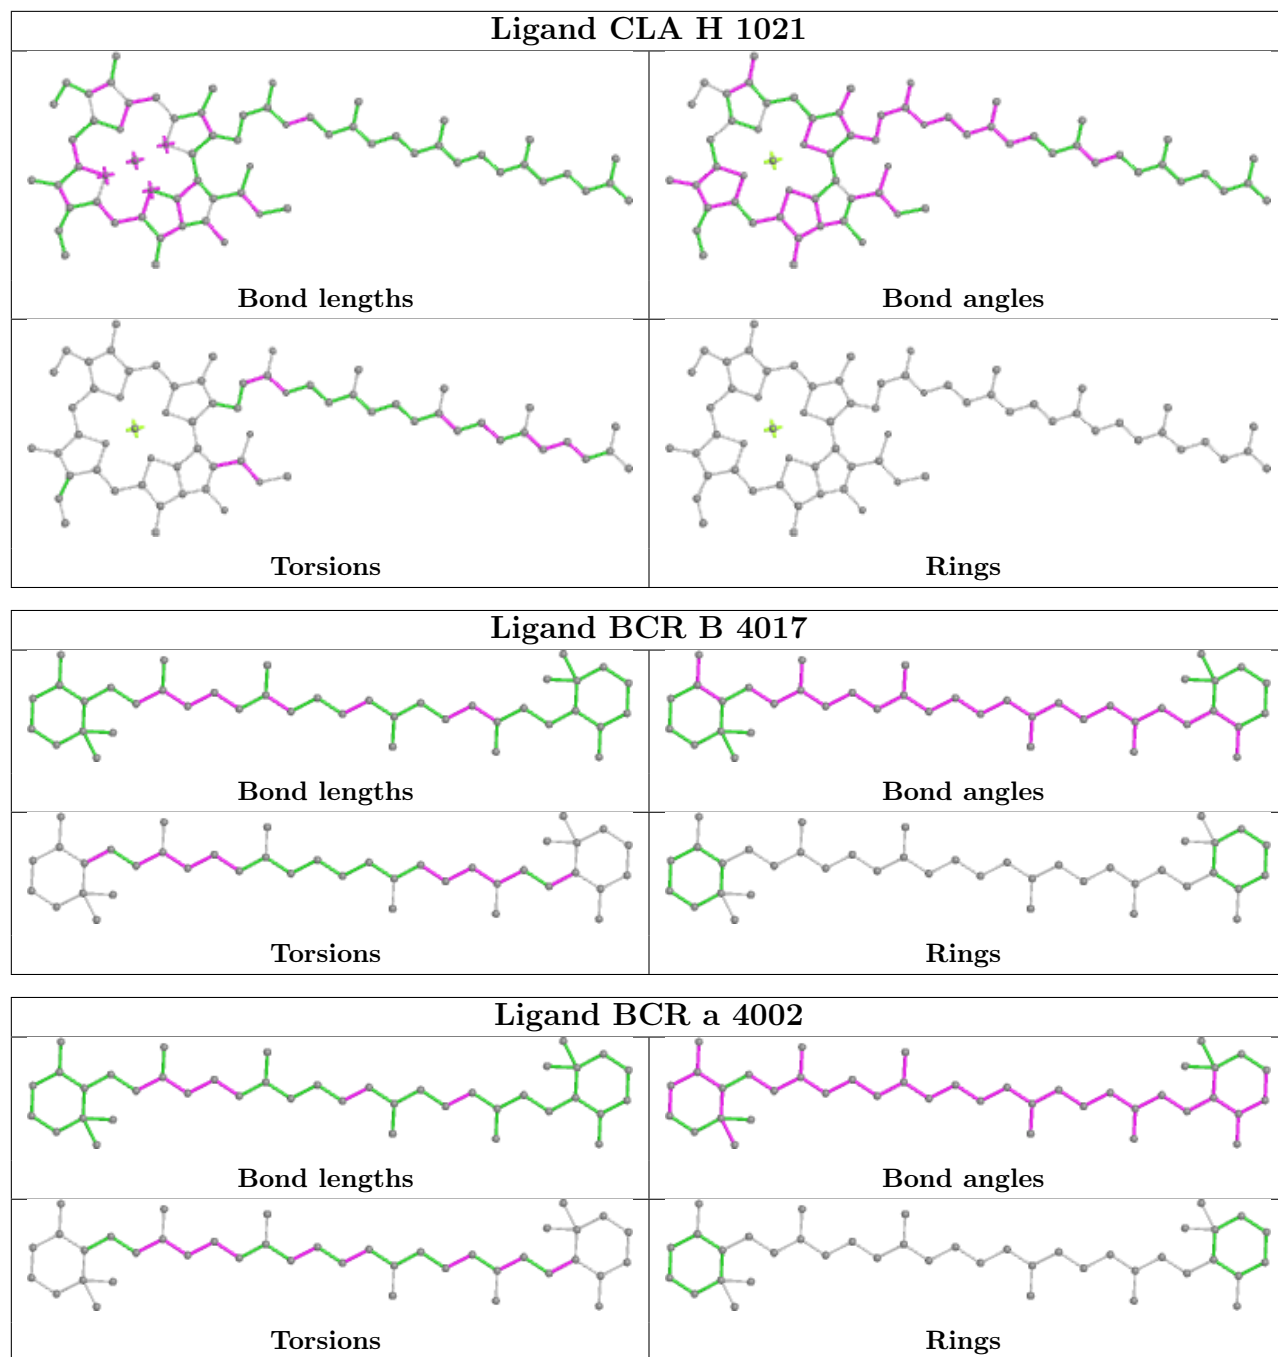 Ligand CLA H 1021
Bond lengths
Bond angles
Torsions
Rings
Ligand BCR B 4017
Bond lengths
Bond angles
Torsions
Rings
Ligand BCR a 4002
Bond lengths
Bond angles
Torsions
Rings